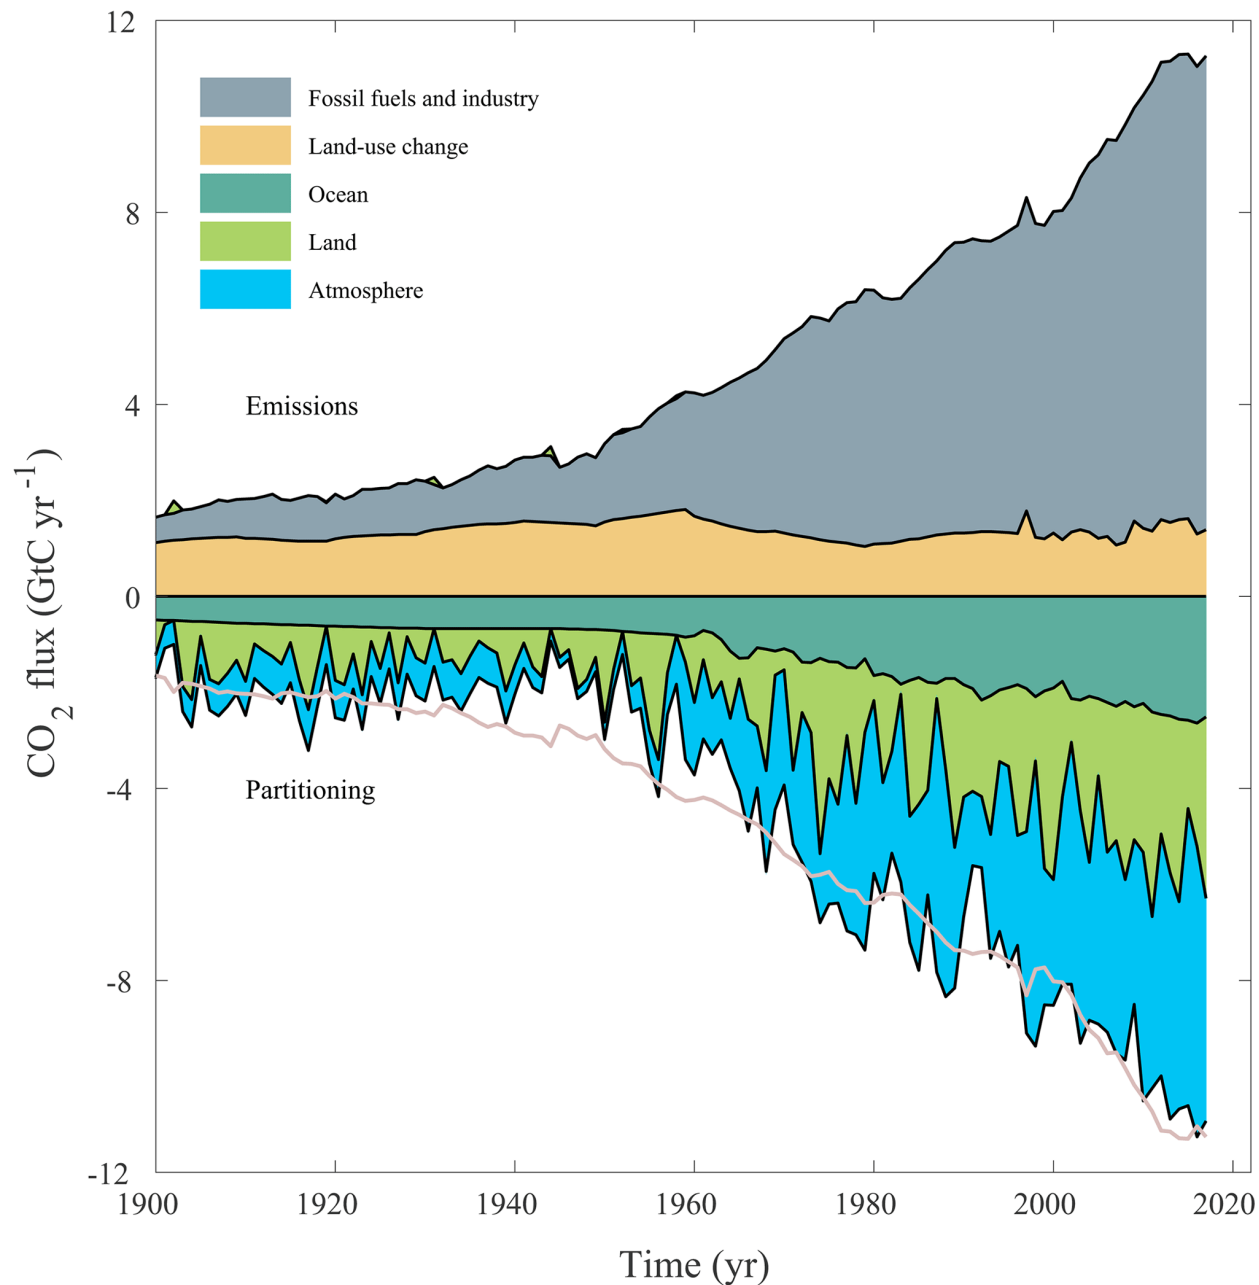 12
8
4
0
-4
-8
-12
CO2 flux (GtC yr-1)
Fossil fuels and industry
Land-use change
Ocean
Land
Atmosphere
Emissions
Partitioning
1900 1920 1940 1960 1980 2000 2020
Time (yr)